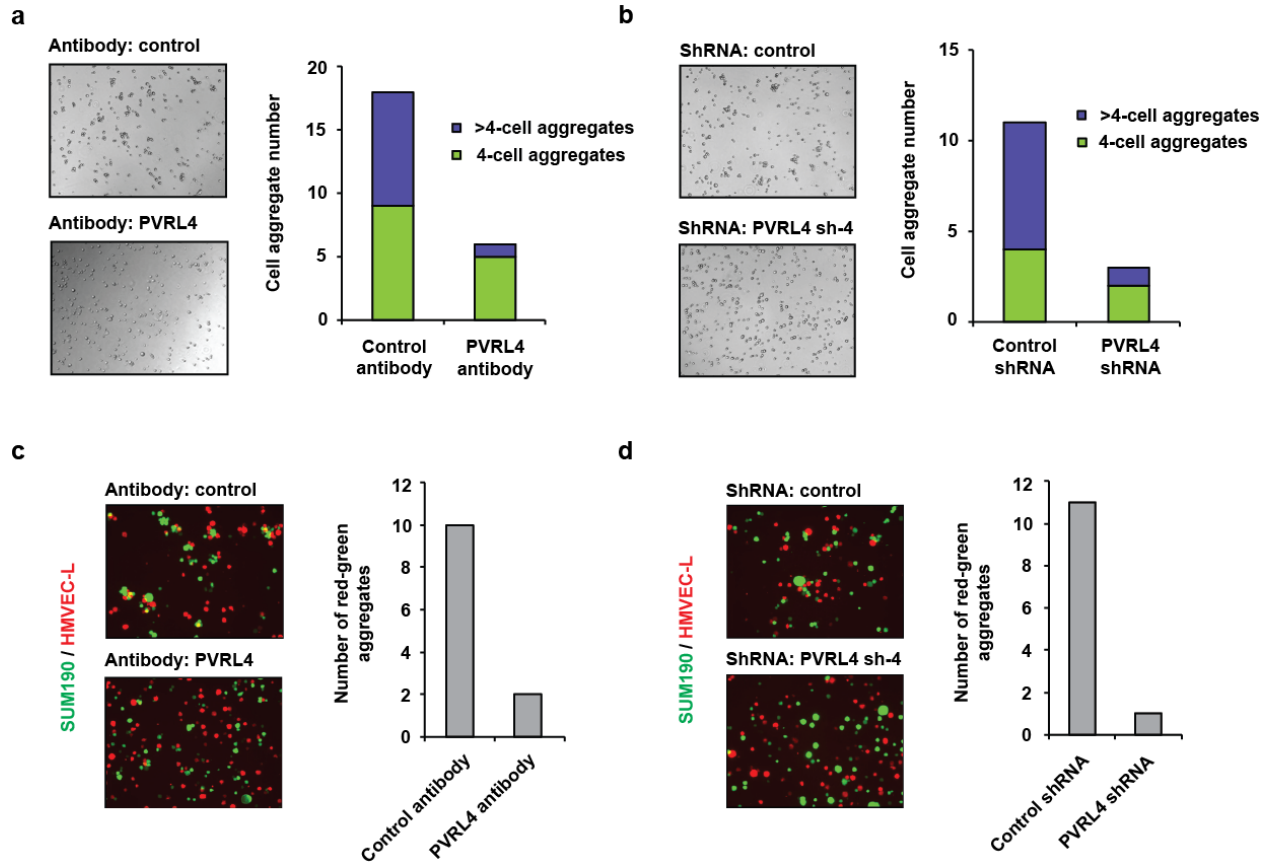 a
Antibody: control
Antibody: PVRL4
20
15
10
5
0
Cell aggregate number
>4-cell aggregates
4-cell aggregates
Control
antibody
PVRL4
antibody
b
ShRNA: control
ShRNA: PVRL4 sh-4
15
10
5
0
Cell aggregate number
>4-cell aggregates
4-cell aggregates
Control
shRNA
PVRL4
shRNA
c
SUM190 / HMVEC-L
Antibody: control
Antibody: PVRL4
12
10
8
6
4
2
0
Number of red-green
aggregates
Control antibody
PVRL4 antibody
d
SUM190 / HMVEC-L
ShRNA: control
ShRNA: PVRL4 sh-4
12
10
8
6
4
2
0
Number of red-green
aggregates
Control shRNA
PVRL4 shRNA